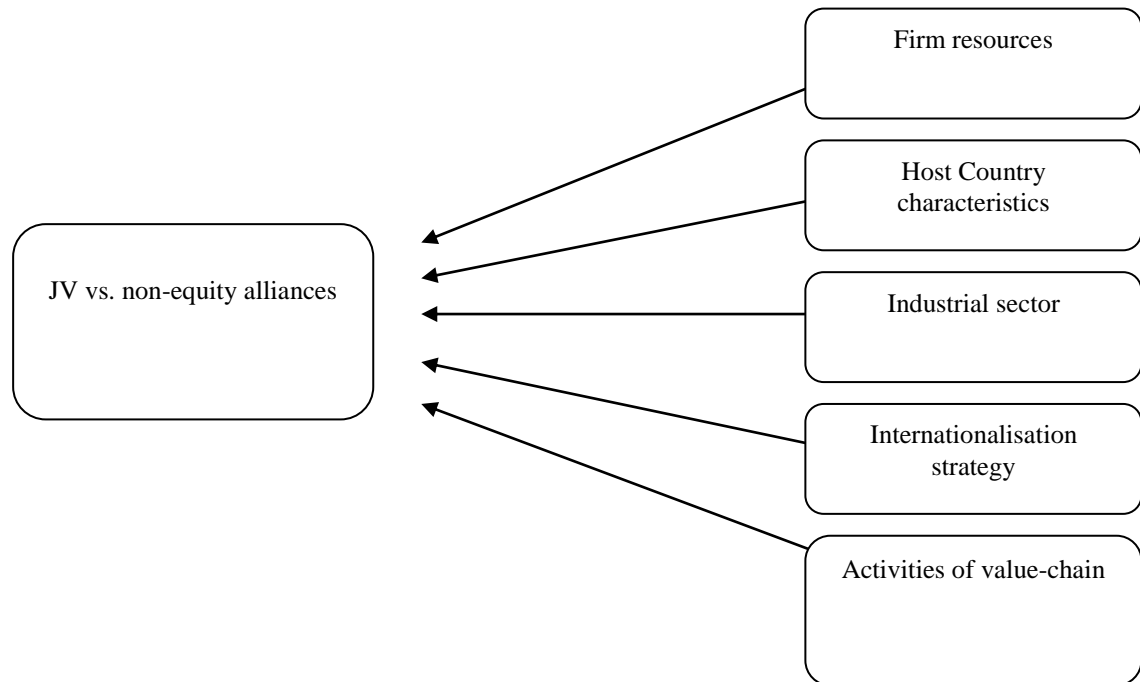 Firm resources
Host Country
characteristics
JV vs. non-equity alliances
Industrial sector
Internationalisation
strategy
Activities of value-chain